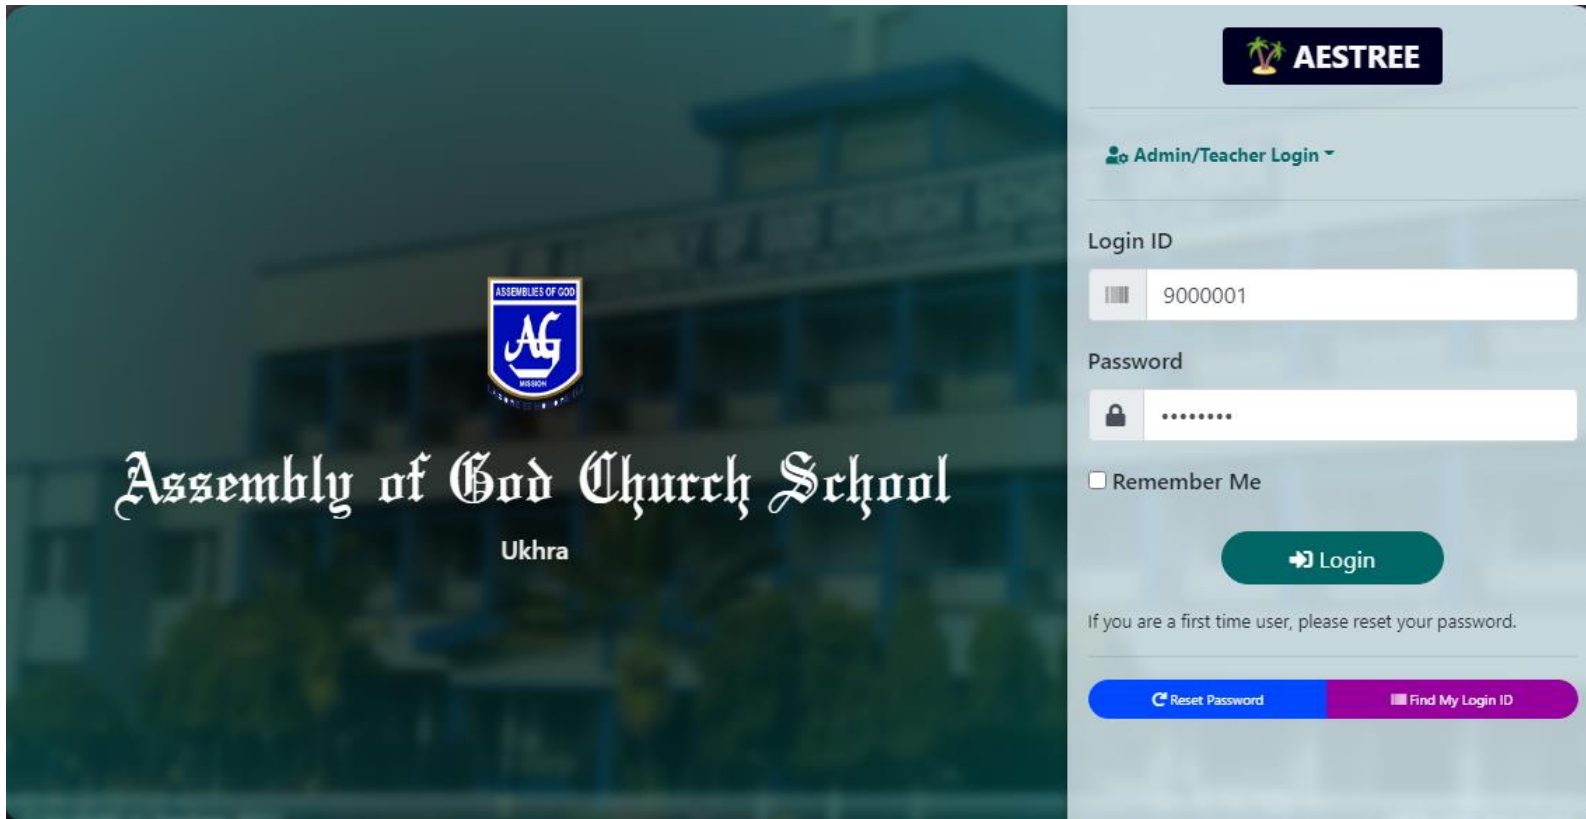 ASSEMBLIES OF GOD
AG
MISSION
Assembly of God Church School
Ukhra
AESTREE
Admin/Teacher Login
Login ID
9000001
Password
••••••••
Remember Me
Login
If you are a first time user, please reset your password.
Reset Password
Find My Login ID